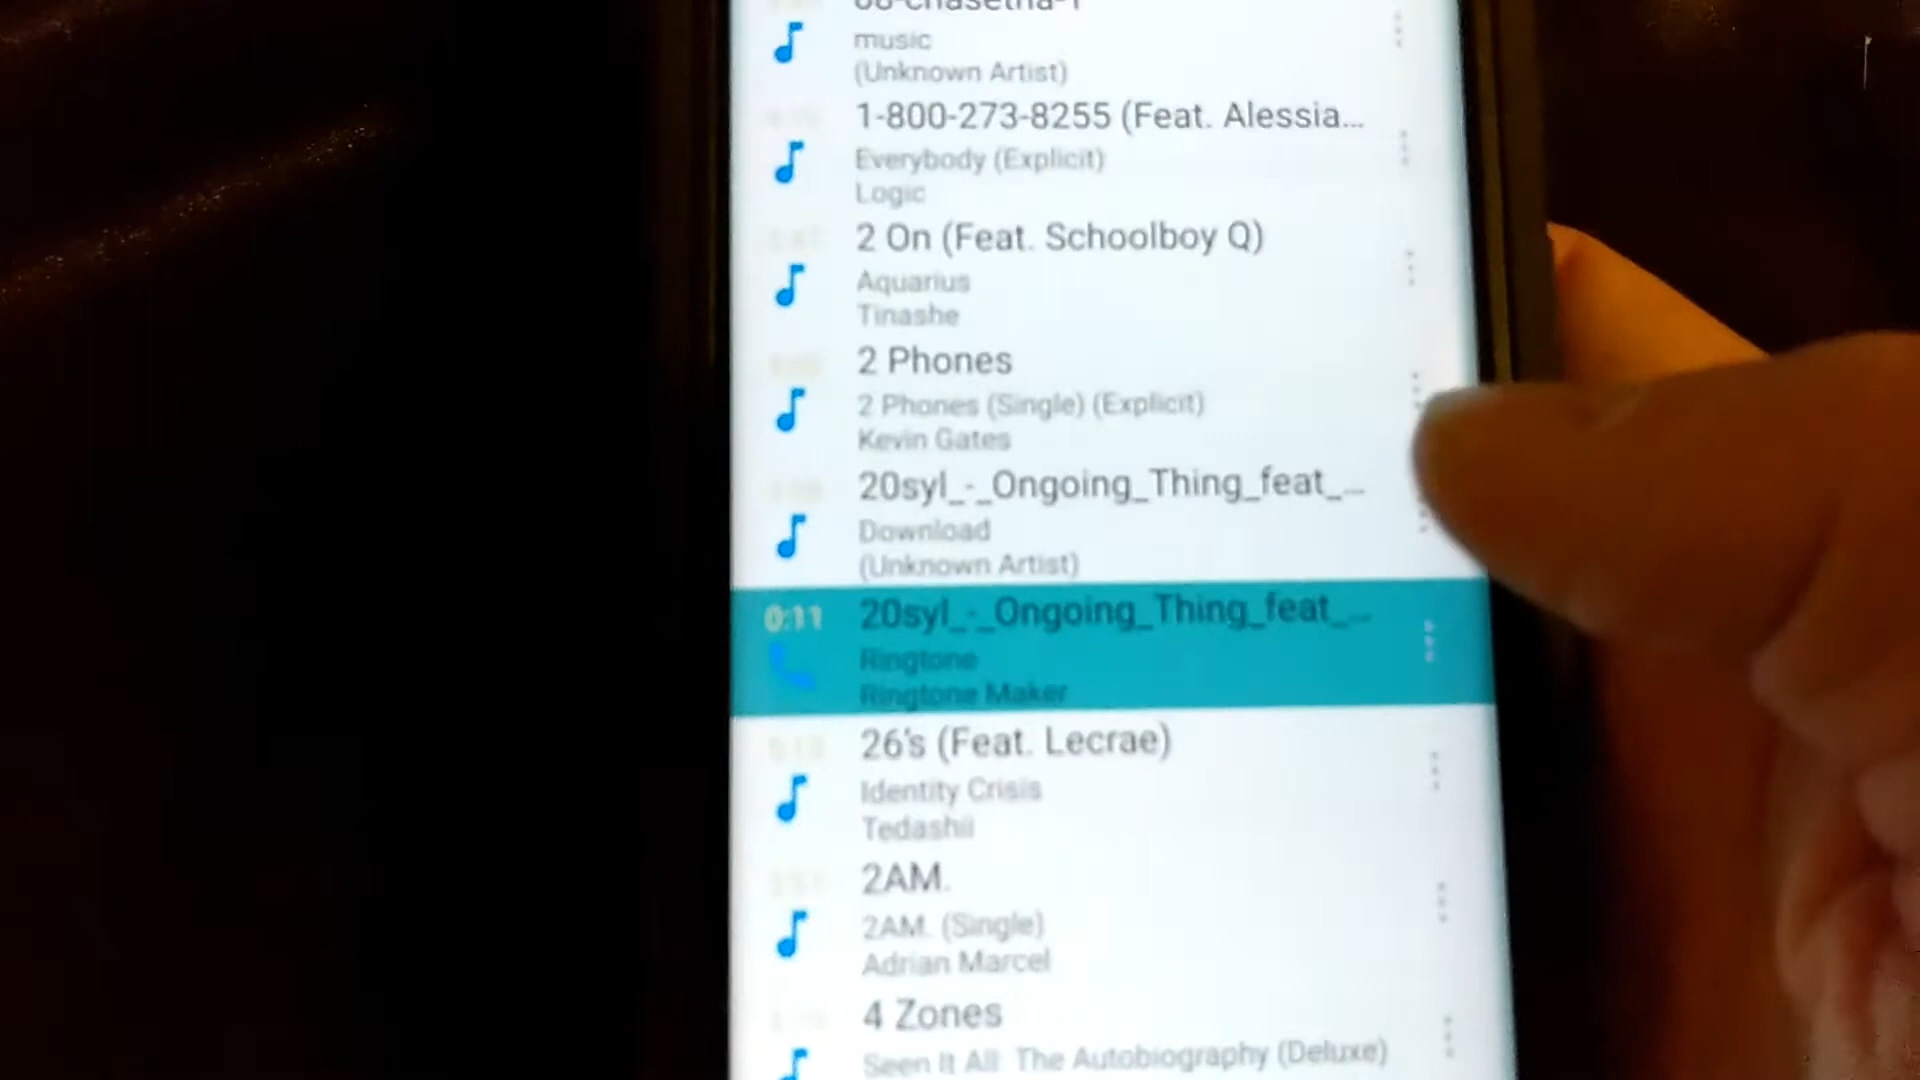 music
(Unknown Artist)
1-800-273-8255 (Feat. Alessia...
Everybody (Explicit)
Logic
2 On (Feat. Schoolboy Q)
Aquarius
Tinashe
2 Phones
2 Phones (Single) (Explicit)
Kevin Gates
20syl_-_Ongoing_Thing_feat_...
Download
(Unknown Artist)
0:11
20syl_-_Ongoing_Thing_feat_...
Ringtone
Ringtone Maker
26's (Feat. Lecrae)
Identity Crisis
Tedashii
2AM.
2AM. (Single)
Adrian Marcel
4 Zones
Seen It All The Autobiography (Deluxe)